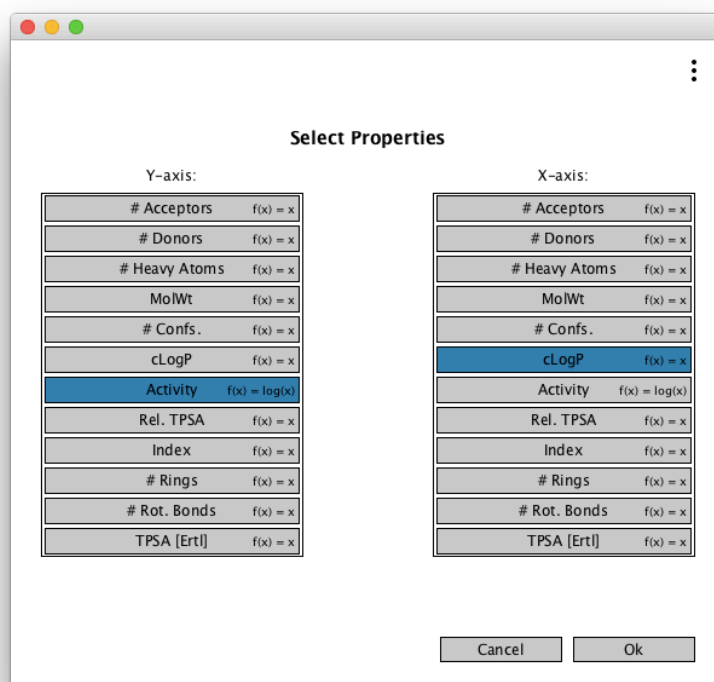 Select Properties
Y-axis:
# Acceptors f(x) = x
# Donors f(x) = x
# Heavy Atoms f(x) = x
MolWt f(x) = x
# Confs. f(x) = x
cLogP f(x) = x
Activity f(x) = log(x)
Rel. TPSA f(x) = x
Index f(x) = x
# Rings f(x) = x
# Rot. Bonds f(x) = x
TPSA [Ertl] f(x) = x
X-axis:
# Acceptors f(x) = x
# Donors f(x) = x
# Heavy Atoms f(x) = x
MolWt f(x) = x
# Confs. f(x) = x
cLogP f(x) = x
Activity f(x) = log(x)
Rel. TPSA f(x) = x
Index f(x) = x
# Rings f(x) = x
# Rot. Bonds f(x) = x
TPSA [Ertl] f(x) = x
Cancel
Ok